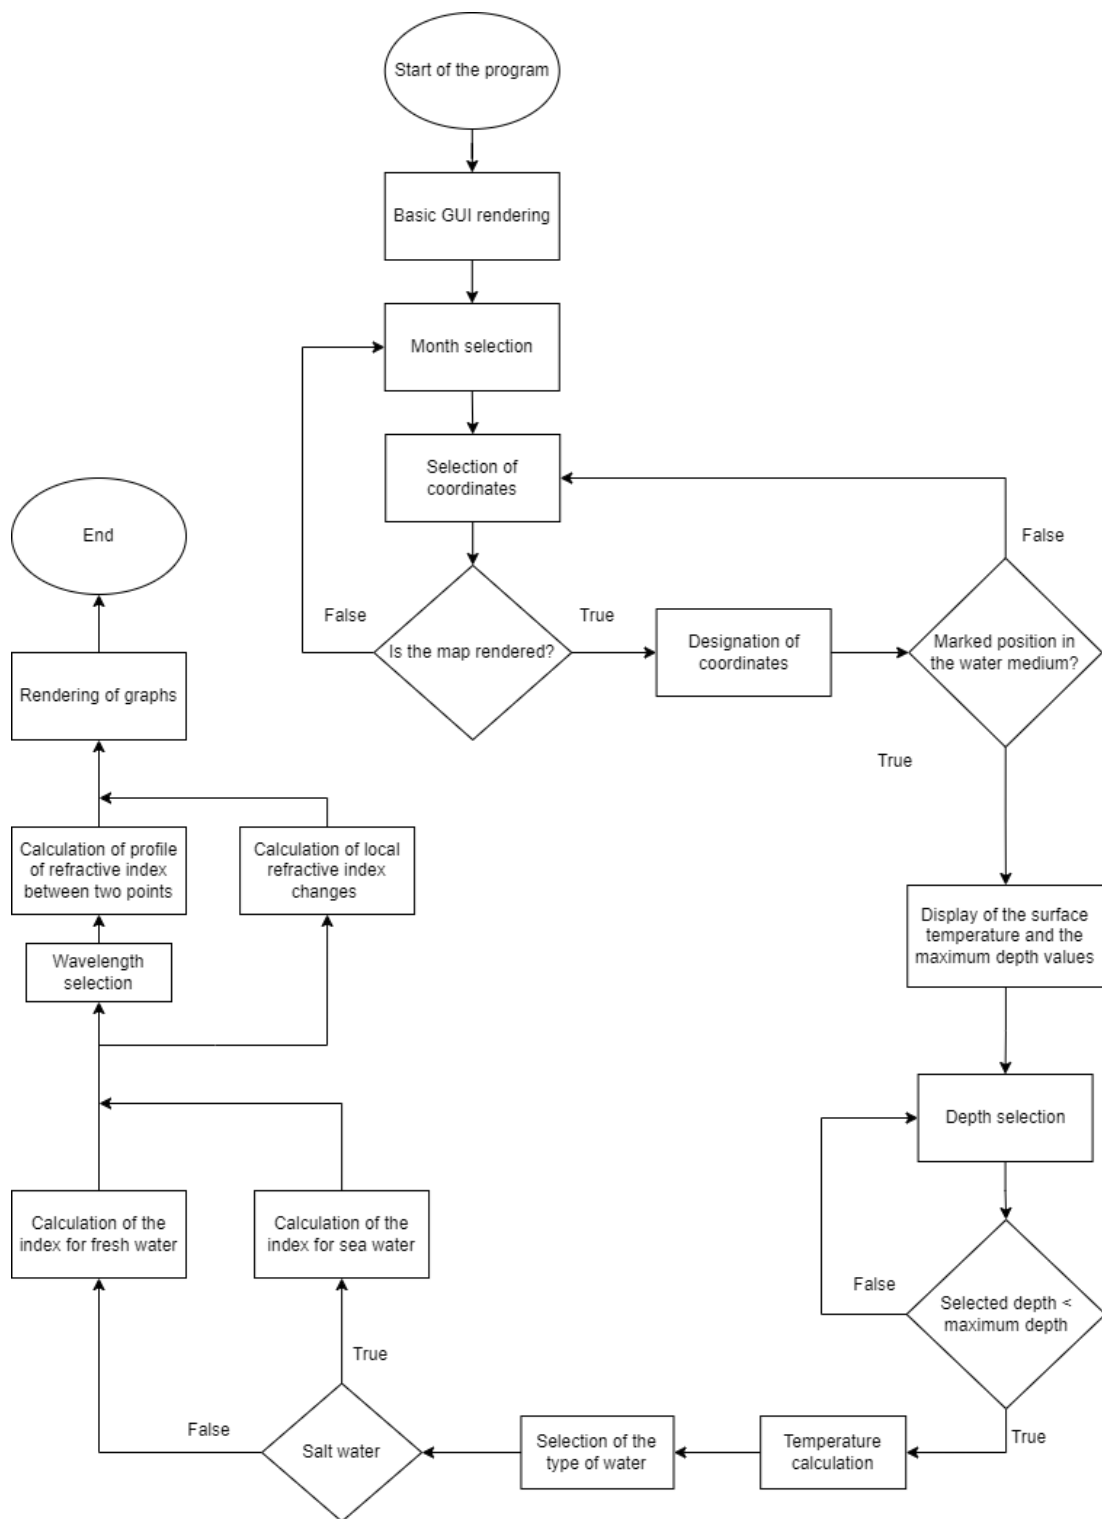 Start of the program
Basic GUI rendering
Month selection
Selection of
coordinates
Is the map rendered?
False
True
Designation of
coordinates
Marked position in
the water medium?
False
True
Display of the surface
temperature and the
maximum depth values
Depth selection
Selected depth <
maximum depth
False
True
Temperature
calculation
Selection of the
type of water
Salt water
True
False
Calculation of the
index for sea water
Calculation of the
index for fresh water
Wavelength
selection
Calculation of profile
of refractive index
between two points
Calculation of local
refractive index
changes
Rendering of graphs
End